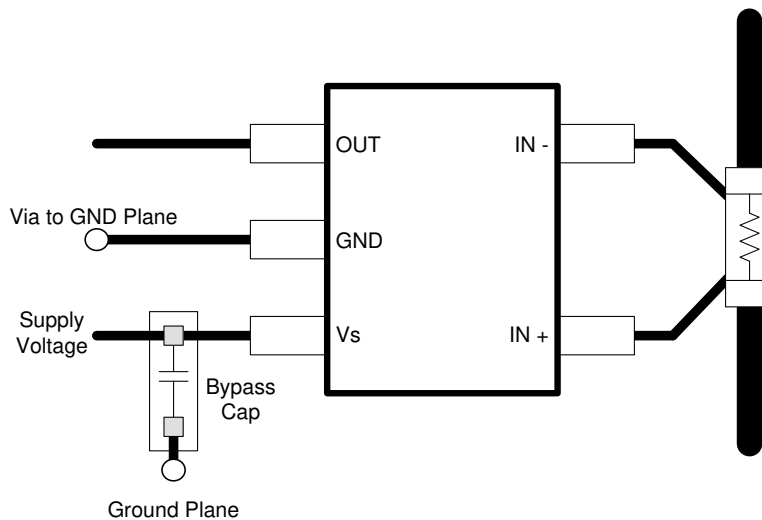 OUT
IN -
Via to GND Plane
GND
Supply
Voltage
Vs
IN +
Bypass
Cap
Ground Plane